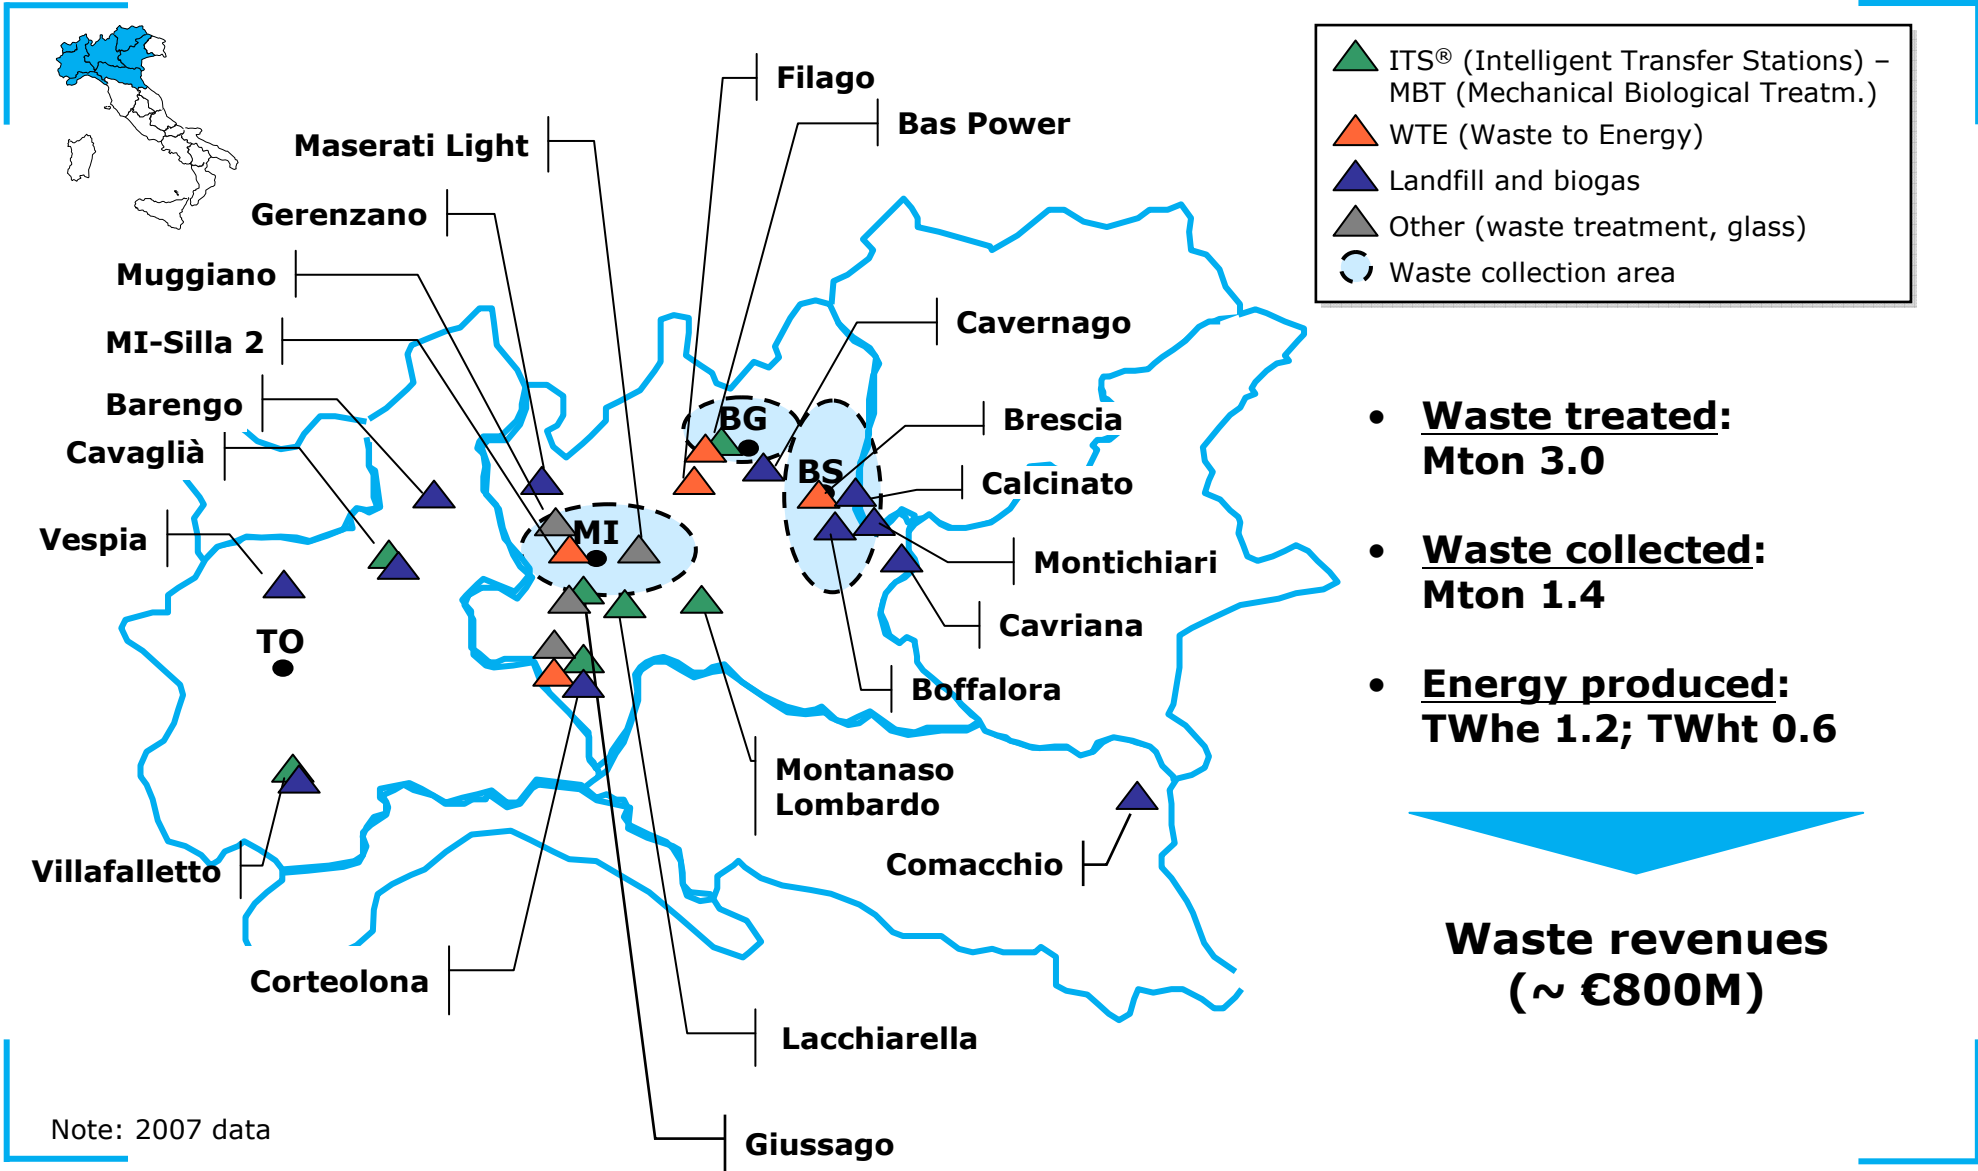 ITS® (Intelligent Transfer Stations) –
MBT (Mechanical Biological Treatm.)
WTE (Waste to Energy)
Landfill and biogas
Other (waste treatment, glass)
Waste collection area
Filago
Bas Power
Maserati Light
Gerenzano
Muggiano
MI-Silla 2
Barengo
Cavaglià
Vespia
Cavernago
Brescia
Calcinato
Montichiari
Cavriana
Boffalora
BG
BS
MI
TO
Montanaso
Lombardo
Comacchio
Villafalletto
Corteolona
Lacchiarella
Giussago
• Waste treated:
Mton 3.0
• Waste collected:
Mton 1.4
• Energy produced:
TWhe 1.2; TWht 0.6
Waste revenues
(~ €800M)
Note: 2007 data